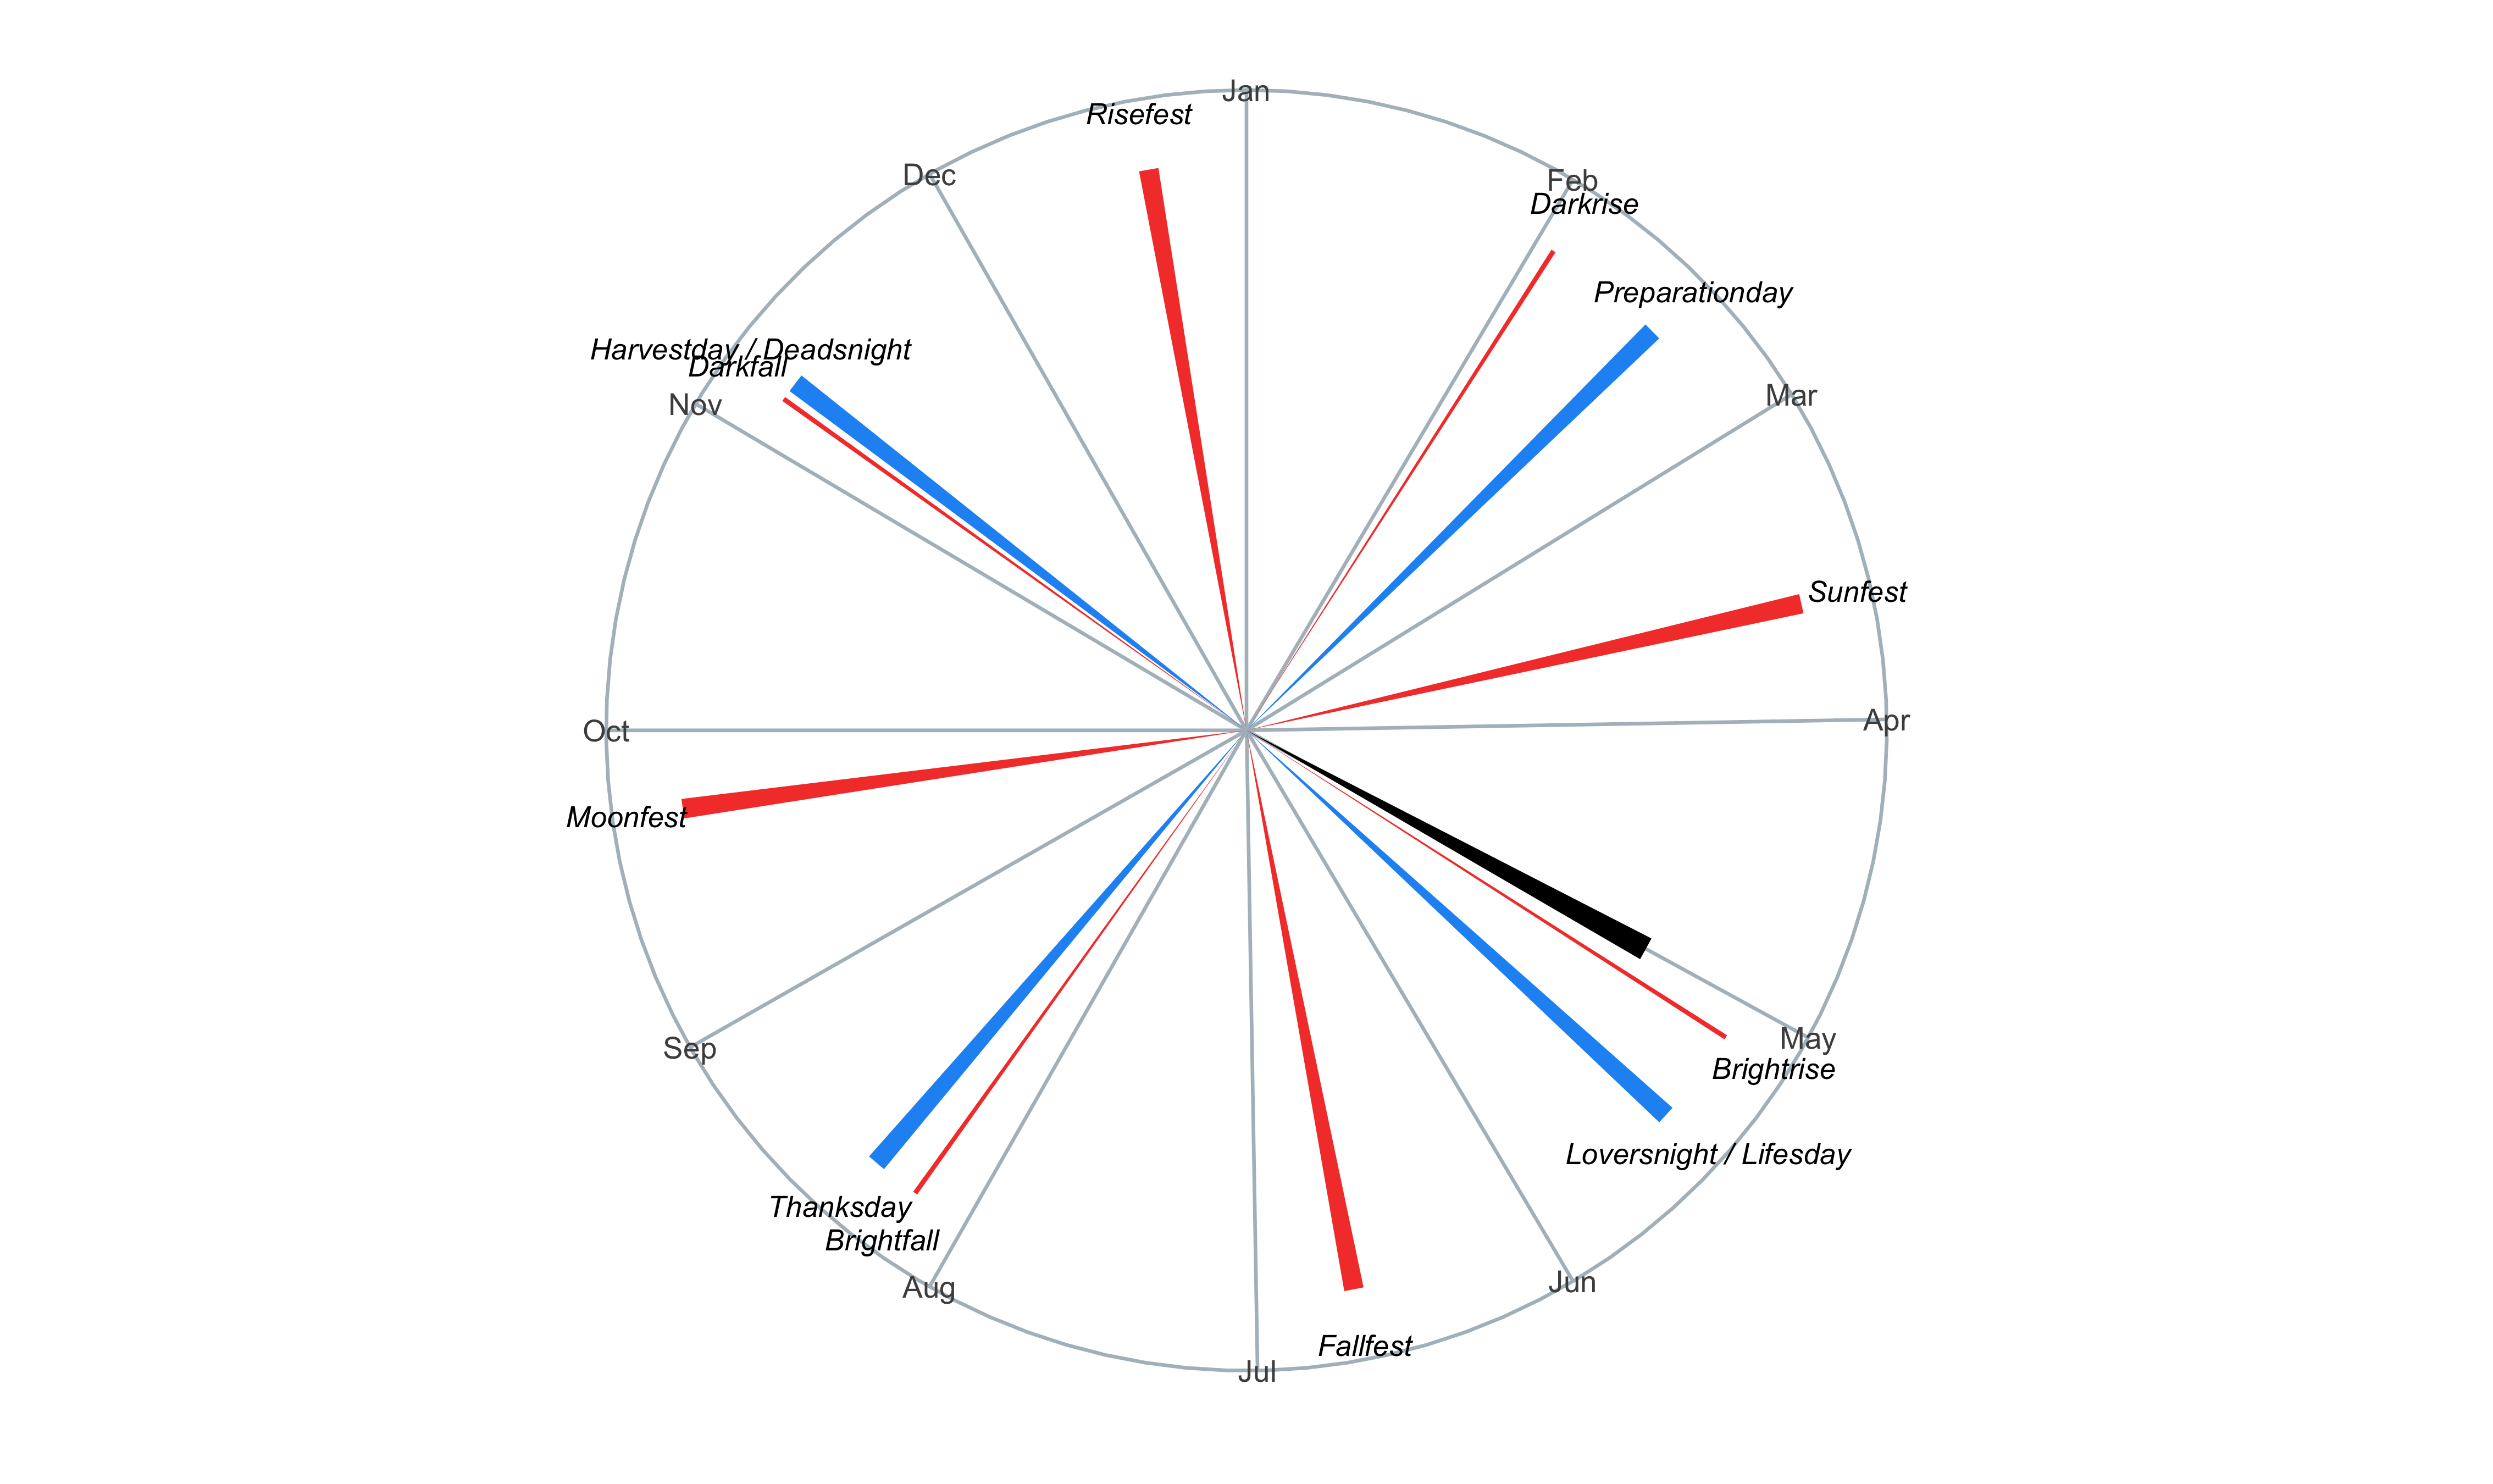 Jan
Risefest
Dec
Feb
Darkrise
Preparationday
Harvestday / Deadsnight
Darkfall
Nov
Mar
Sunfest
Oct
Apr
Moonfest
May
Sep
Brightrise
Loversnight / Lifesday
Thanksday
Brightfall
Aug
Jun
Fallfest
Jul